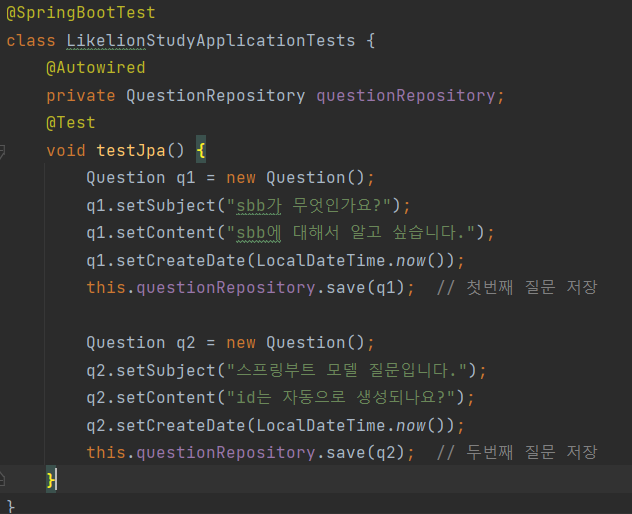 @SpringBootTest
class LikelionStudyApplicationTests {
    @Autowired
    private QuestionRepository questionRepository;
    @Test
    void testJpa() {
        Question q1 = new Question();
        q1.setSubject("sbb가 무엇인가요?");
        q1.setContent("sbb에 대해서 알고 싶습니다.");
        q1.setCreateDate(LocalDateTime.now());
        this.questionRepository.save(q1);  // 첫번째 질문 저장

        Question q2 = new Question();
        q2.setSubject("스프링부트 모델 질문입니다.");
        q2.setContent("id는 자동으로 생성되나요?");
        q2.setCreateDate(LocalDateTime.now());
        this.questionRepository.save(q2);  // 두번째 질문 저장
    }
}